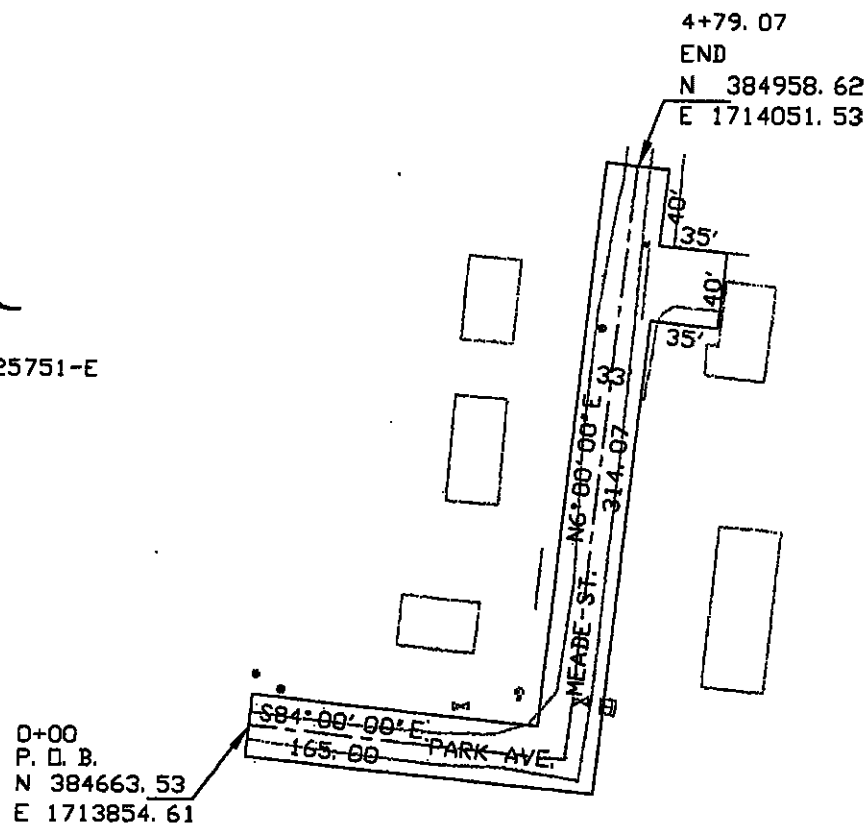 4+79.07
END
N 384958.62
E 1714051.53
40'
35'
40'
35'
25751-E
33
N6°00'00"E
314.07
MEADE ST.
S84°00'00"E
165.00 PARK AVE.
0+00
P.O.B.
N 384663.53
E 1713854.61